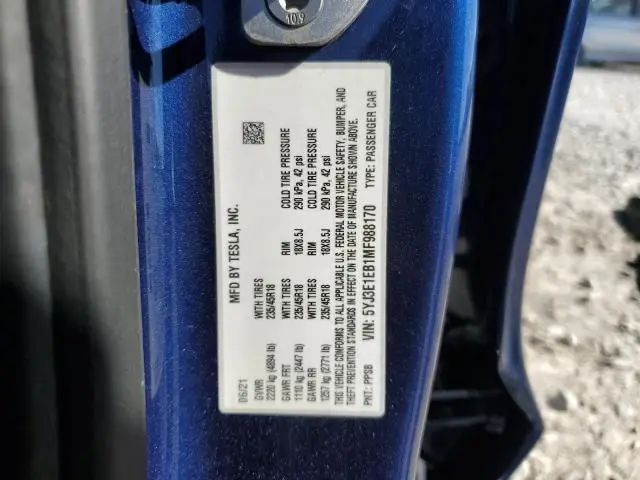 10.9
MFD BY TESLA, INC.
06/21
GVWR WITH TIRES RIM COLD TIRE PRESSURE
2220 kg (4894 lb) 235/45R18 18X8.5J 290 kPa, 42 psi
GAWR FRT WITH TIRES RIM COLD TIRE PRESSURE
1110 kg (2447 lb) 235/45R18 18X8.5J 290 kPa, 42 psi
GAWR RR WITH TIRES RIM COLD TIRE PRESSURE
1257 kg (2771 lb) 235/45R18 18X8.5J 290 kPa, 42 psi
THIS VEHICLE CONFORMS TO ALL APPLICABLE U.S. FEDERAL MOTOR VEHICLE SAFETY, BUMPER, AND
THEFT PREVENTION STANDARDS IN EFFECT ON THE DATE OF MANUFACTURE SHOWN ABOVE.
PNT: PPSB VIN: 5YJ3E1EB1MF988170 TYPE: PASSENGER CAR